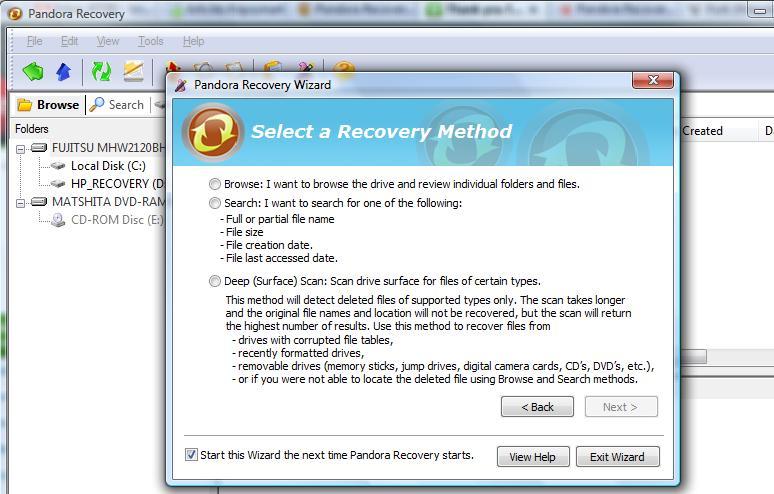 Pandora Recovery
File Edit View Tools Help
Pandora Recovery Wizard
Browse Search
Select a Recovery Method
Created
Folders
FUJITSU MHW2120BH
Local Disk (C:)
HP_RECOVERY (D
MATSHITA DVD-RAM
CD-ROM Disc (E:)
Browse: I want to browse the drive and review individual folders and files.
Search: I want to search for one of the following:
- Full or partial file name
- File size
- File creation date.
- File last accessed date.
Deep (Surface) Scan: Scan drive surface for files of certain types.
This method will detect deleted files of supported types only. The scan takes longer
and the original file names and location will not be recovered, but the scan will return
the highest number of results. Use this method to recover files from
- drives with corrupted file tables,
- recently formatted drives,
- removable drives (memory sticks, jump drives, digital camera cards, CD's, DVD's, etc.),
- or if you were not able to locate the deleted file using Browse and Search methods.
< Back Next >
Start this Wizard the next time Pandora Recovery starts.
View Help Exit Wizard